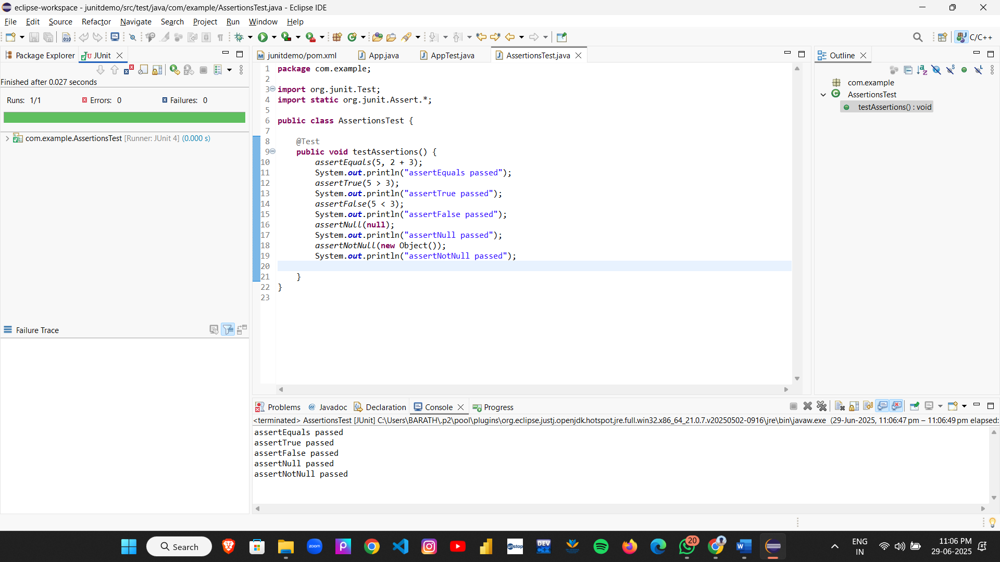 eclipse-workspace - junitdemo/src/test/java/com/example/AssertionsTest.java - Eclipse IDE
File Edit Source Refactor Navigate Search Project Run Window Help
C/C++
Package Explorer JUnit
Finished after 0.027 seconds
Runs: 1/1 Errors: 0 Failures: 0
com.example.AssertionsTest [Runner: JUnit 4] (0.000 s)
Failure Trace
junitdemo/pom.xml App.java AppTest.java AssertionsTest.java
1 package com.example;
2
3 import org.junit.Test;
4 import static org.junit.Assert.*;
5
6 public class AssertionsTest {
7
8 @Test
9 public void testAssertions() {
10 assertEquals(5, 2 + 3);
11 System.out.println("assertEquals passed");
12 assertTrue(5 > 3);
13 System.out.println("assertTrue passed");
14 assertFalse(5 < 3);
15 System.out.println("assertFalse passed");
16 assertNull(null);
17 System.out.println("assertNull passed");
18 assertNotNull(new Object());
19 System.out.println("assertNotNull passed");
20
21 }
22 }
23
Outline
com.example
AssertionsTest
testAssertions() : void
Problems Javadoc Declaration Console Progress
<terminated> AssertionsTest [JUnit] C:\Users\BARATH\.p2\pool\plugins\org.eclipse.justj.openjdk.hotspot.jre.full.win32.x86_64_21.0.7.v20250502-0916\jre\bin\javaw.exe (29-Jun-2025, 11:06:47 pm – 11:06:49 pm elapsed:
assertEquals passed
assertTrue passed
assertFalse passed
assertNull passed
assertNotNull passed
Search
zoom
unstop
DEV
20
ENG
IN
11:06 PM
29-06-2025